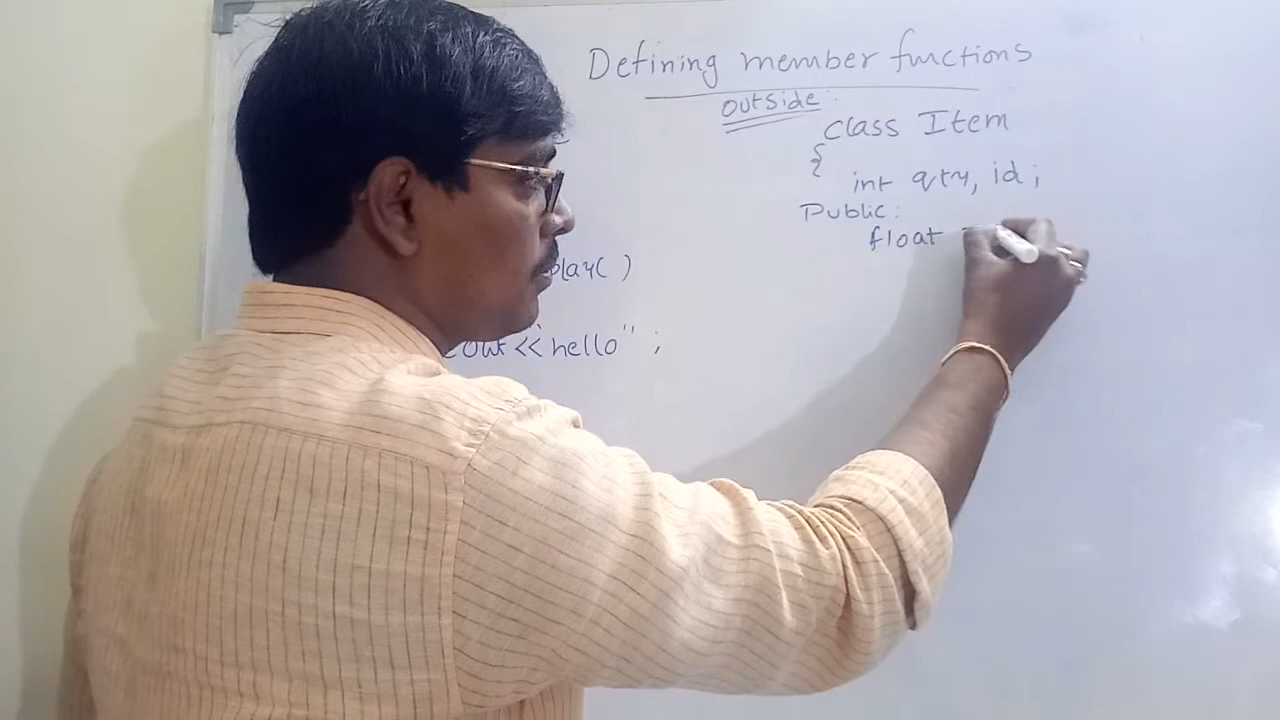 Defining member functions
outside:
class Item
{
int qty, id;
Public:
float
play( )
cout<<"hello";